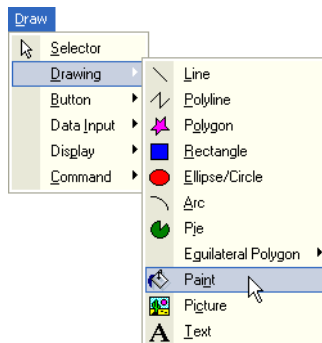 Draw
Selector
Drawing
Button
Data Input
Display
Command
Line
Polyline
Polygon
Rectangle
Ellipse/Circle
Arc
Pie
Eguilateral Polygon
Paint
Picture
A Text